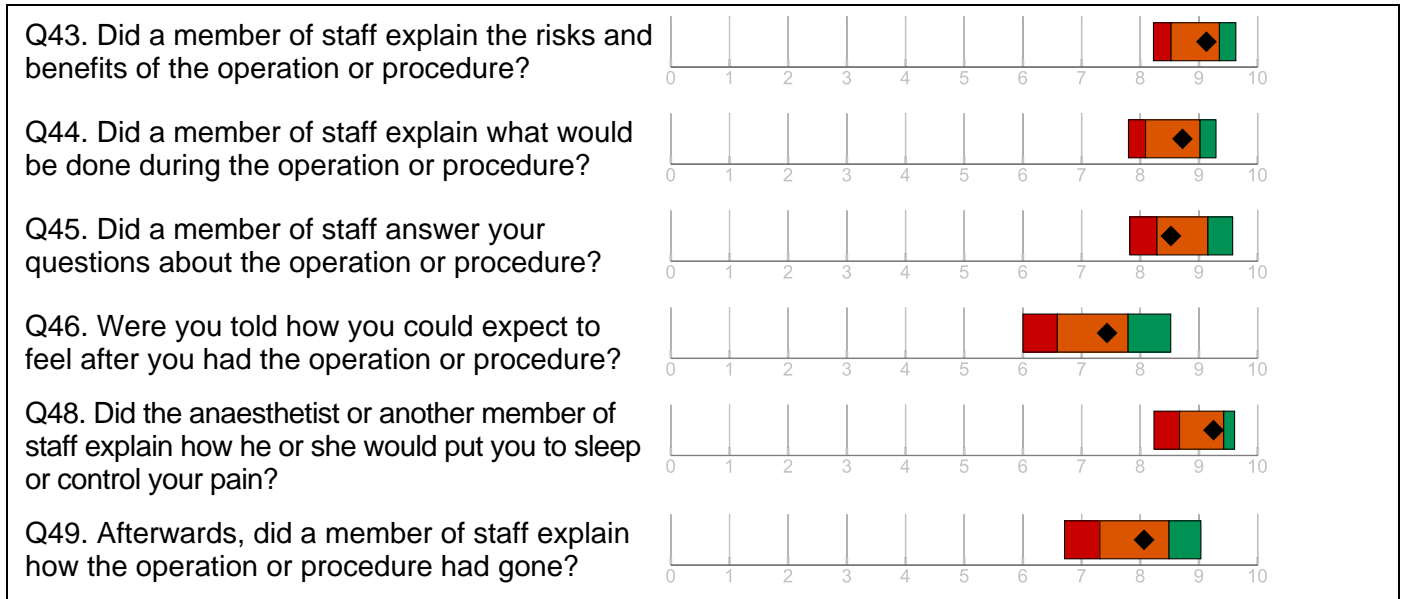 Q43. Did a member of staff explain the risks and
benefits of the operation or procedure?
0 1 2 3 4 5 6 7 8 9 10
Q44. Did a member of staff explain what would
be done during the operation or procedure?
0 1 2 3 4 5 6 7 8 9 10
Q45. Did a member of staff answer your
questions about the operation or procedure?
0 1 2 3 4 5 6 7 8 9 10
Q46. Were you told how you could expect to
feel after you had the operation or procedure?
0 1 2 3 4 5 6 7 8 9 10
Q48. Did the anaesthetist or another member of
staff explain how he or she would put you to sleep
or control your pain?
0 1 2 3 4 5 6 7 8 9 10
Q49. Afterwards, did a member of staff explain
how the operation or procedure had gone?
0 1 2 3 4 5 6 7 8 9 10